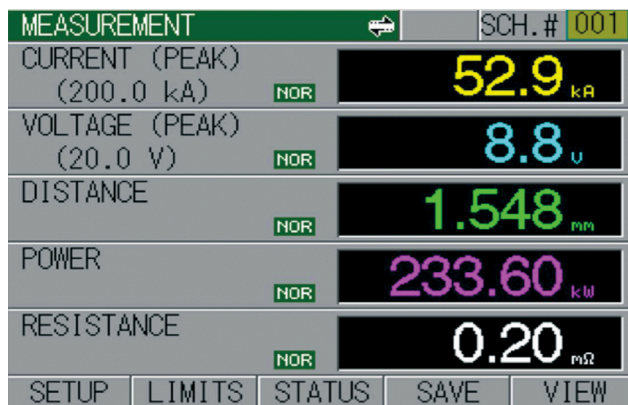 MEASUREMENT SCH.# 001
CURRENT (PEAK)
(200.0 kA) NOR 52.9 kA
VOLTAGE (PEAK)
(20.0 V) NOR 8.8 V
DISTANCE
NOR 1.548 mm
POWER
NOR 233.60 kW
RESISTANCE
NOR 0.20 mΩ
SETUP LIMITS STATUS SAVE VIEW